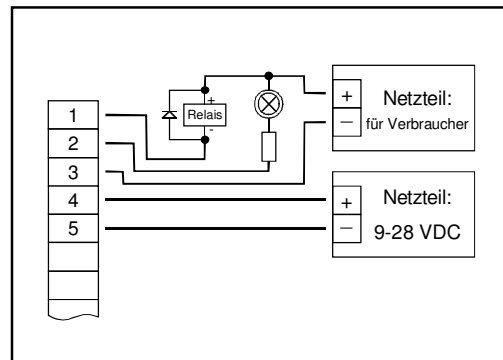 1
2
3
4
5
+
Relais
-
+
−
Netzteil:
für Verbraucher
+
−
Netzteil:
9-28 VDC